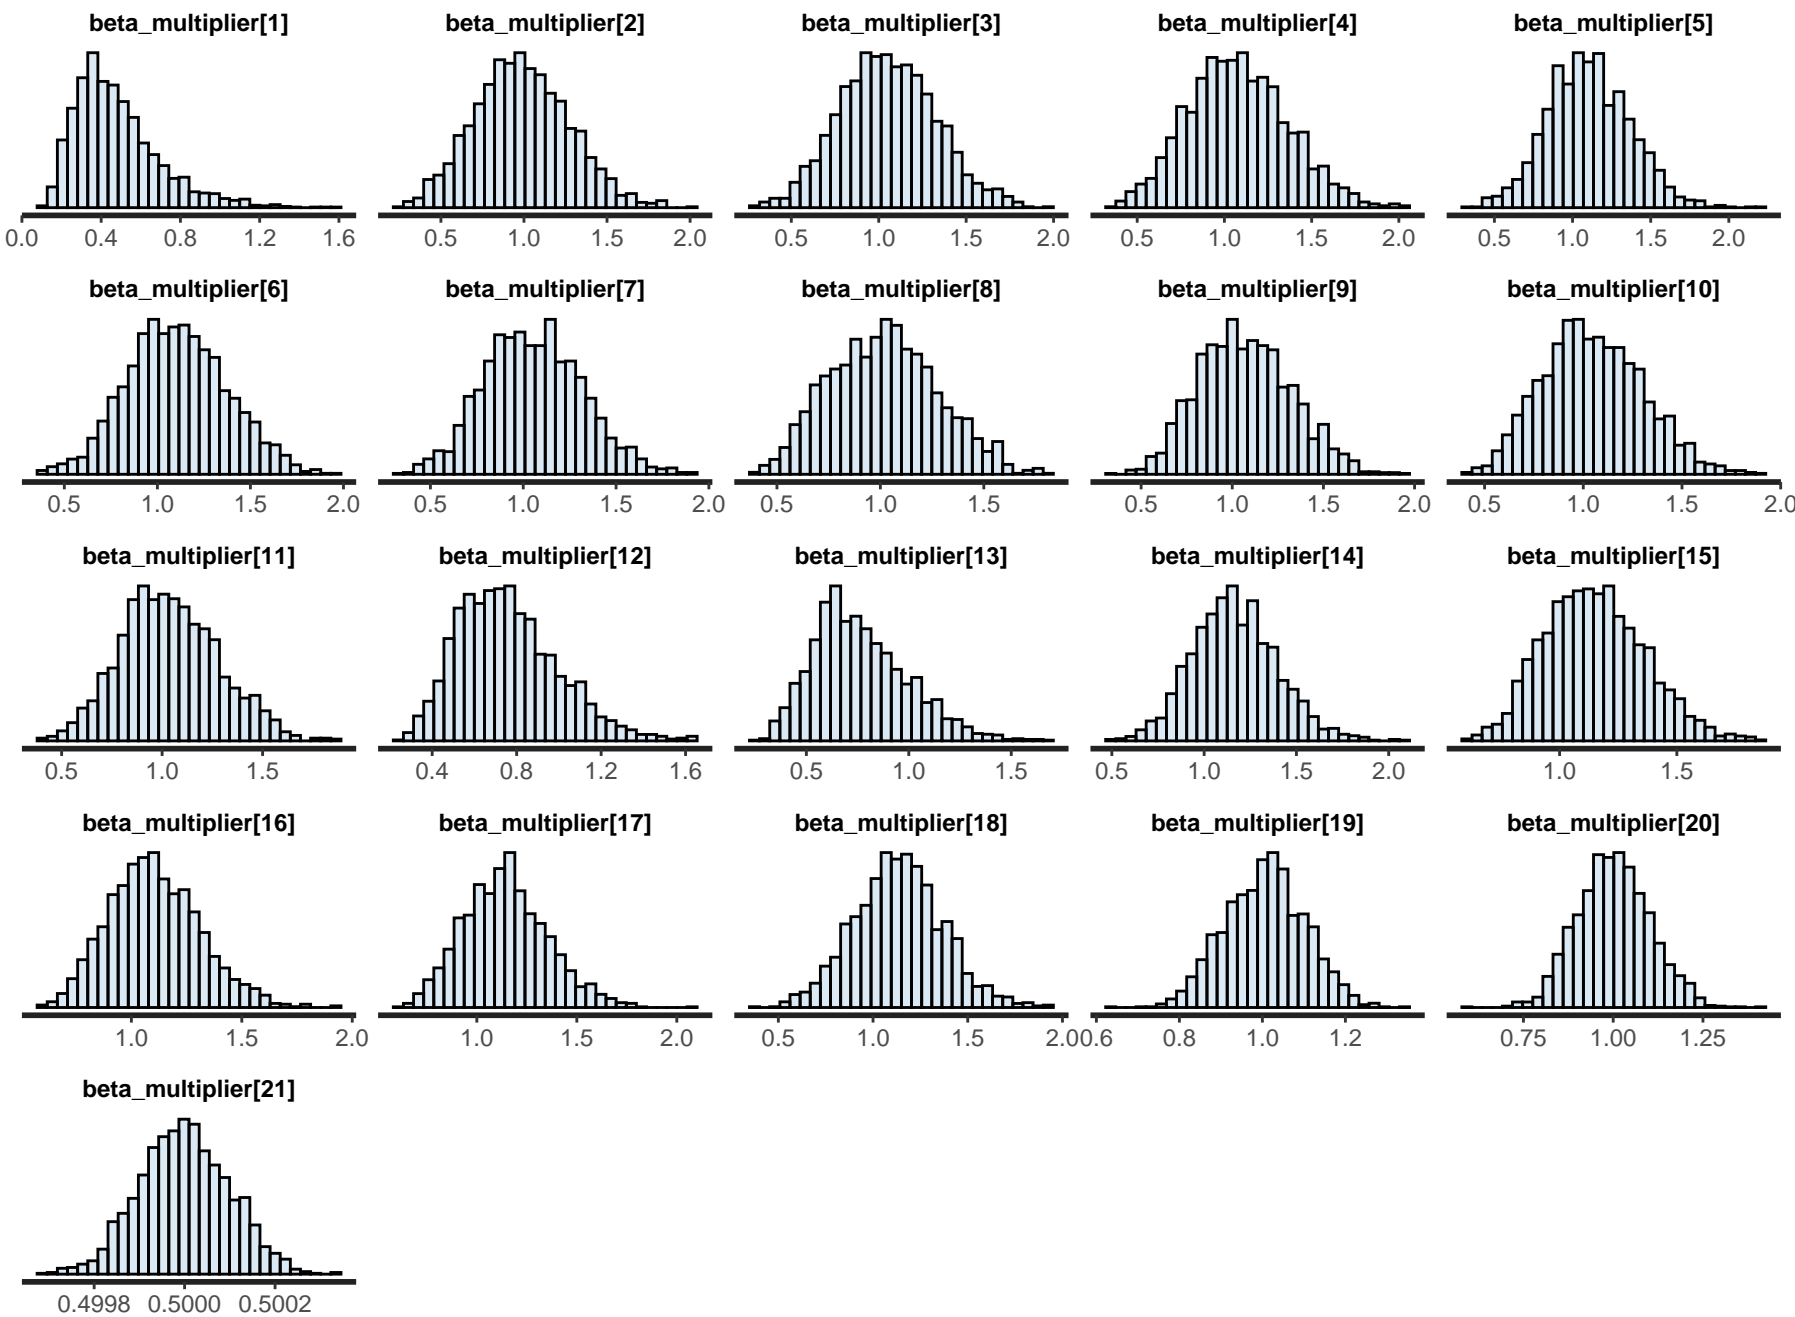 beta_multiplier[1] beta_multiplier[2] beta_multiplier[3] beta_multiplier[4] beta_multiplier[5]
0.0 0.4 0.8 1.2 1.6 0.5 1.0 1.5 2.0 0.5 1.0 1.5 2.0 0.5 1.0 1.5 2.0 0.5 1.0 1.5 2.0
beta_multiplier[6] beta_multiplier[7] beta_multiplier[8] beta_multiplier[9] beta_multiplier[10]
0.5 1.0 1.5 2.0 0.5 1.0 1.5 2.0 0.5 1.0 1.5 0.5 1.0 1.5 2.0 0.5 1.0 1.5 2.0
beta_multiplier[11] beta_multiplier[12] beta_multiplier[13] beta_multiplier[14] beta_multiplier[15]
0.5 1.0 1.5 0.4 0.8 1.2 1.6 0.5 1.0 1.5 0.5 1.0 1.5 2.0 1.0 1.5
beta_multiplier[16] beta_multiplier[17] beta_multiplier[18] beta_multiplier[19] beta_multiplier[20]
1.0 1.5 2.0 1.0 1.5 2.0 0.5 1.0 1.5 2.0 0.6 0.8 1.0 1.2 0.75 1.00 1.25
beta_multiplier[21]
0.4998 0.5000 0.5002